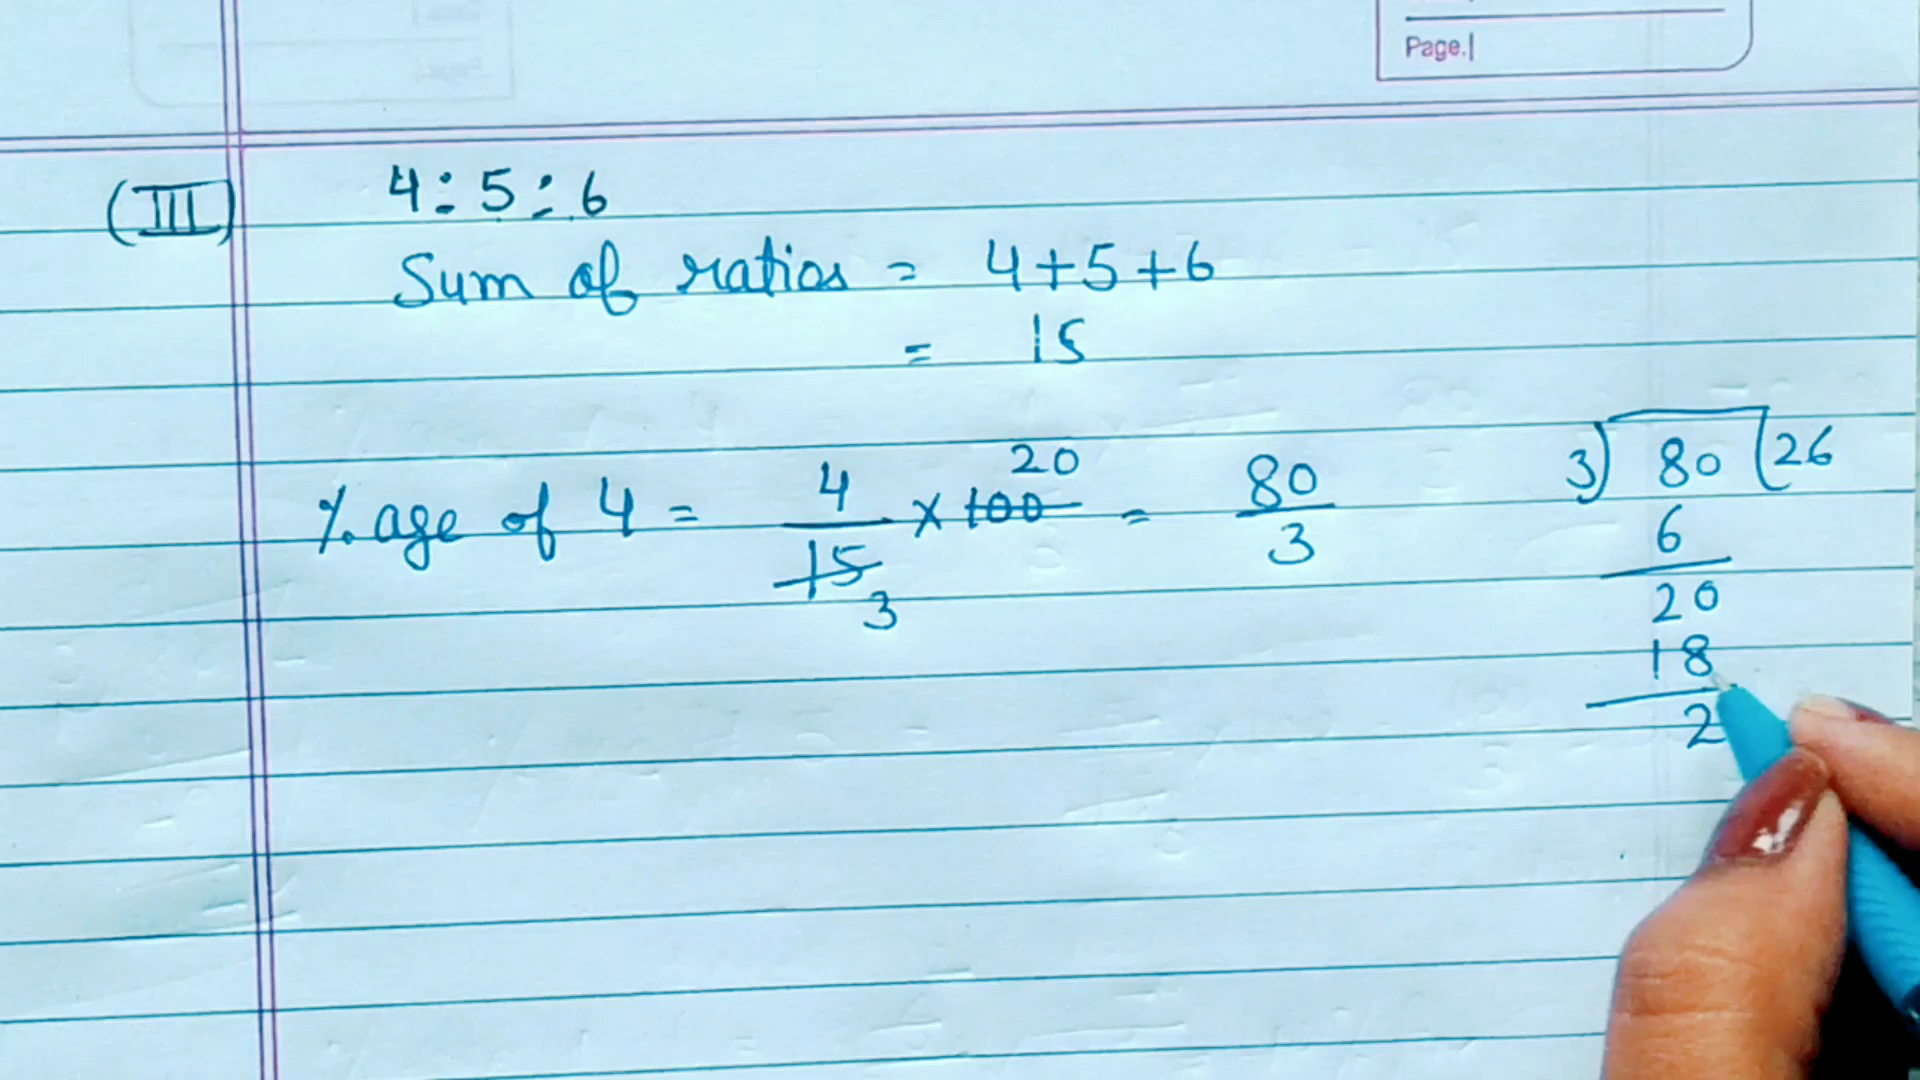 Page.
(III) 4 : 5 : 6
Sum of ratios = 4+5+6
= 15
%age of 4 = 4/15 × 100 = 80/3
20
3
3) 80 (26
6
20
18
2